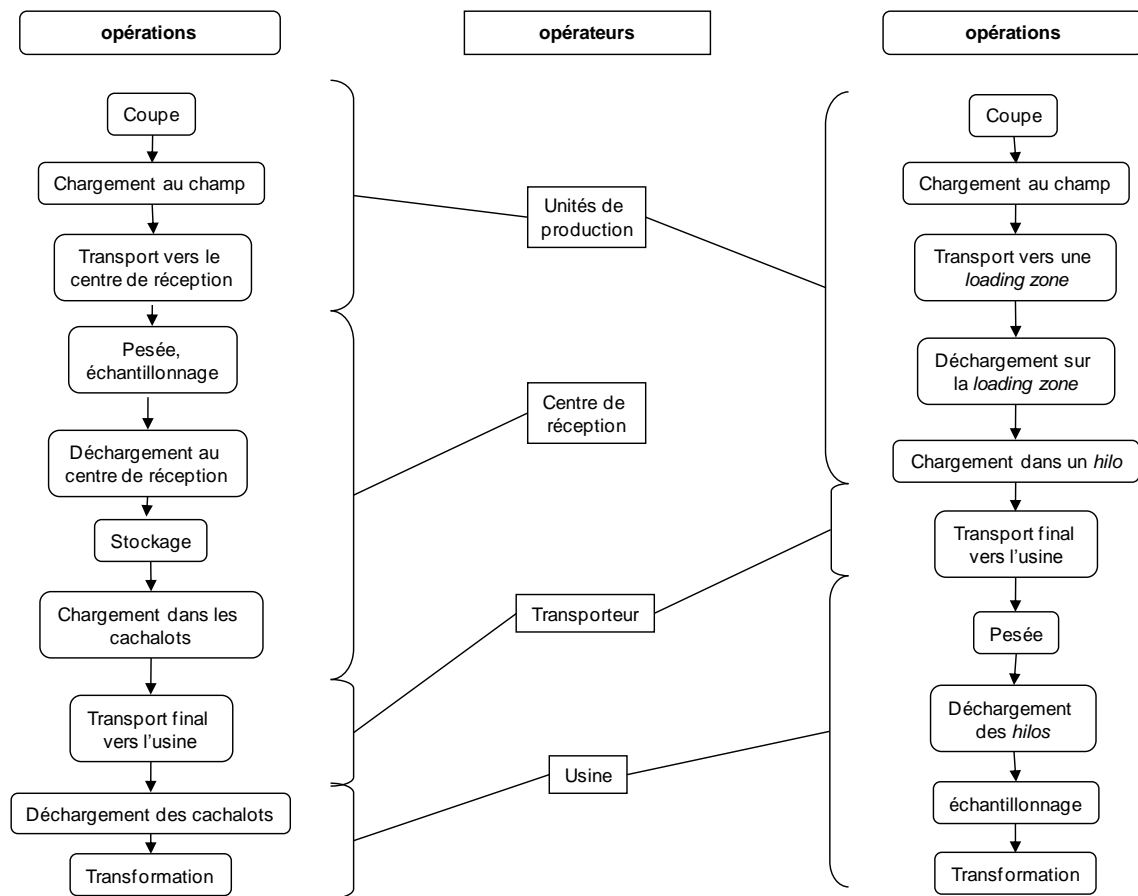 opérations
opérateurs
opérations
Coupe
Chargement au champ
Transport vers le
centre de réception
Pesée,
échantillonnage
Déchargement au
centre de réception
Stockage
Chargement dans les
cachalots
Transport final
vers l'usine
Déchargement des cachalots
Transformation
Unités de
production
Centre de
réception
Transporteur
Usine
Coupe
Chargement au champ
Transport vers une
loading zone
Déchargement sur
la loading zone
Chargement dans un hilo
Transport final
vers l'usine
Pesée
Déchargement
des hilos
échantillonnage
Transformation